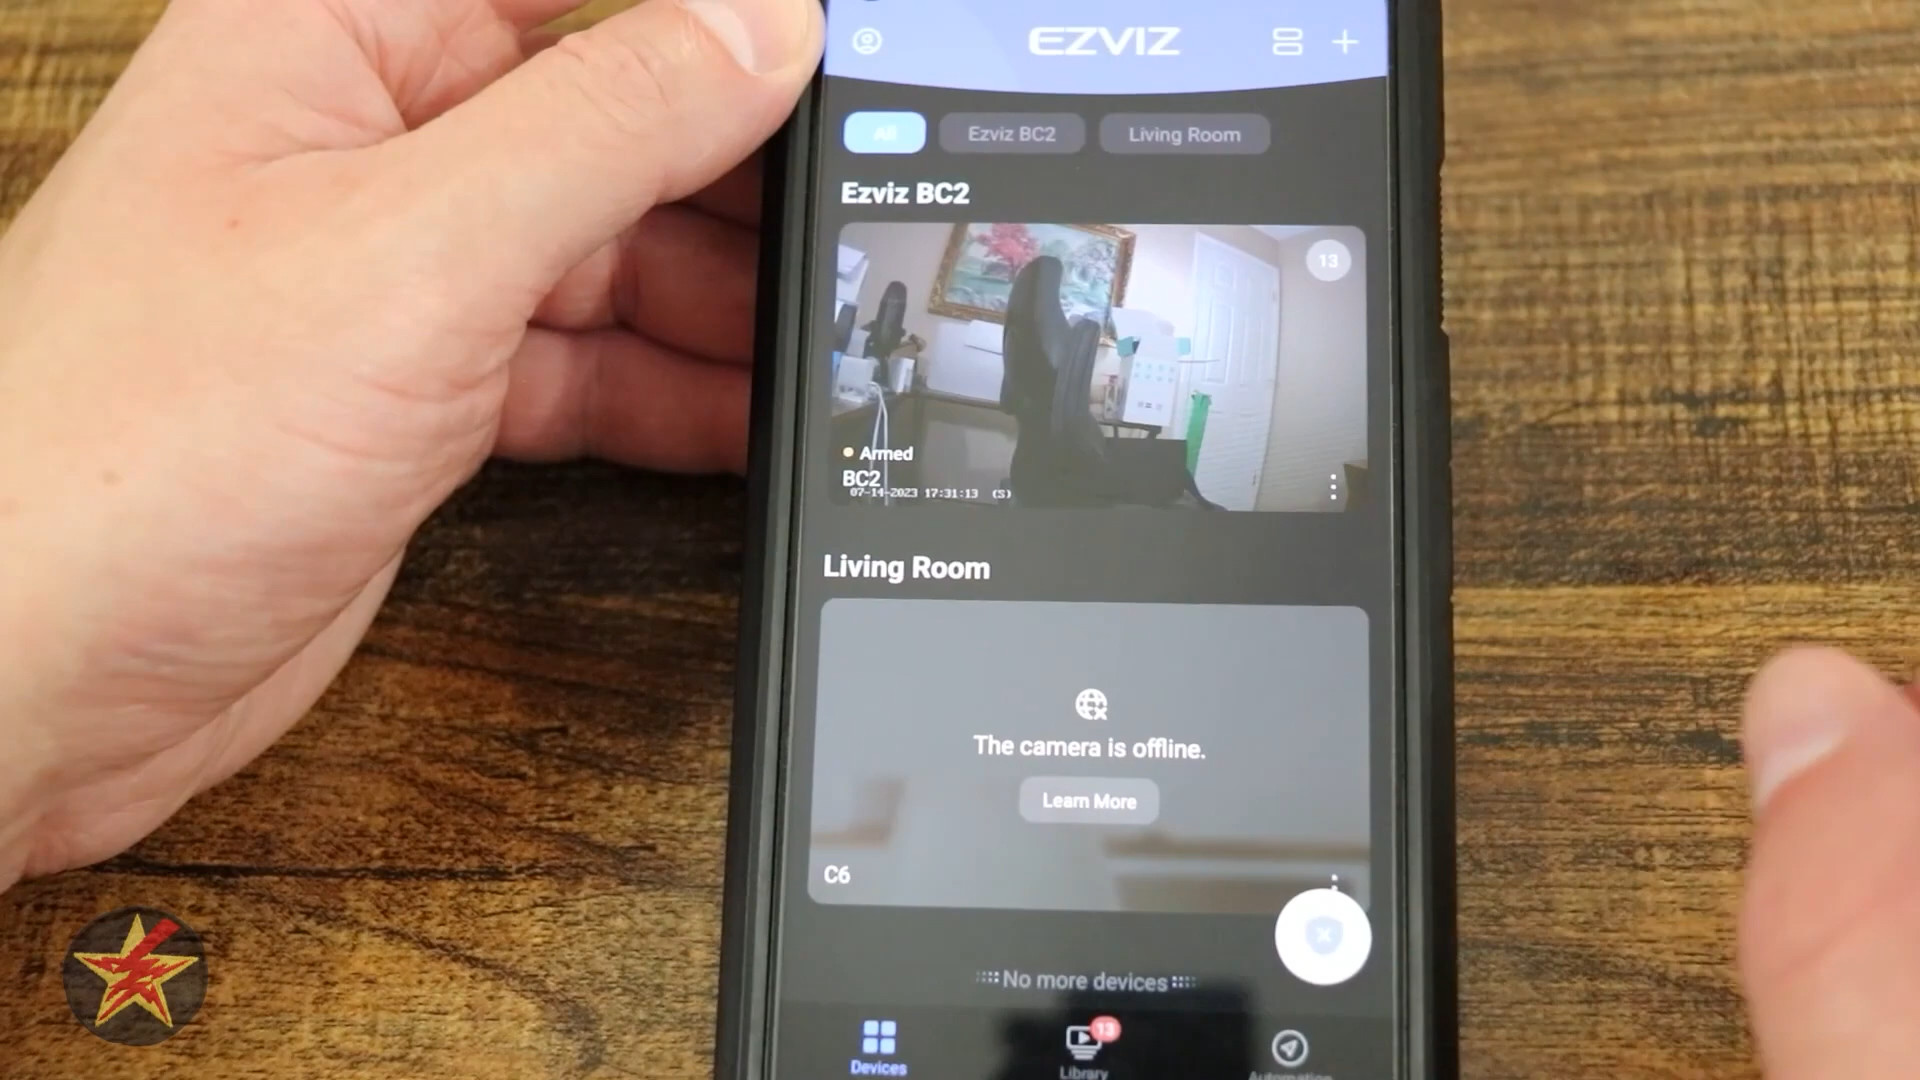 EZVIZ
All
Ezviz BC2
Living Room
Ezviz BC2
13
Armed
BC2
07-14-2023 17:31:13 (S)
Living Room
The camera is offline.
Learn More
C6
No more devices
13
Devices
Library
Automation